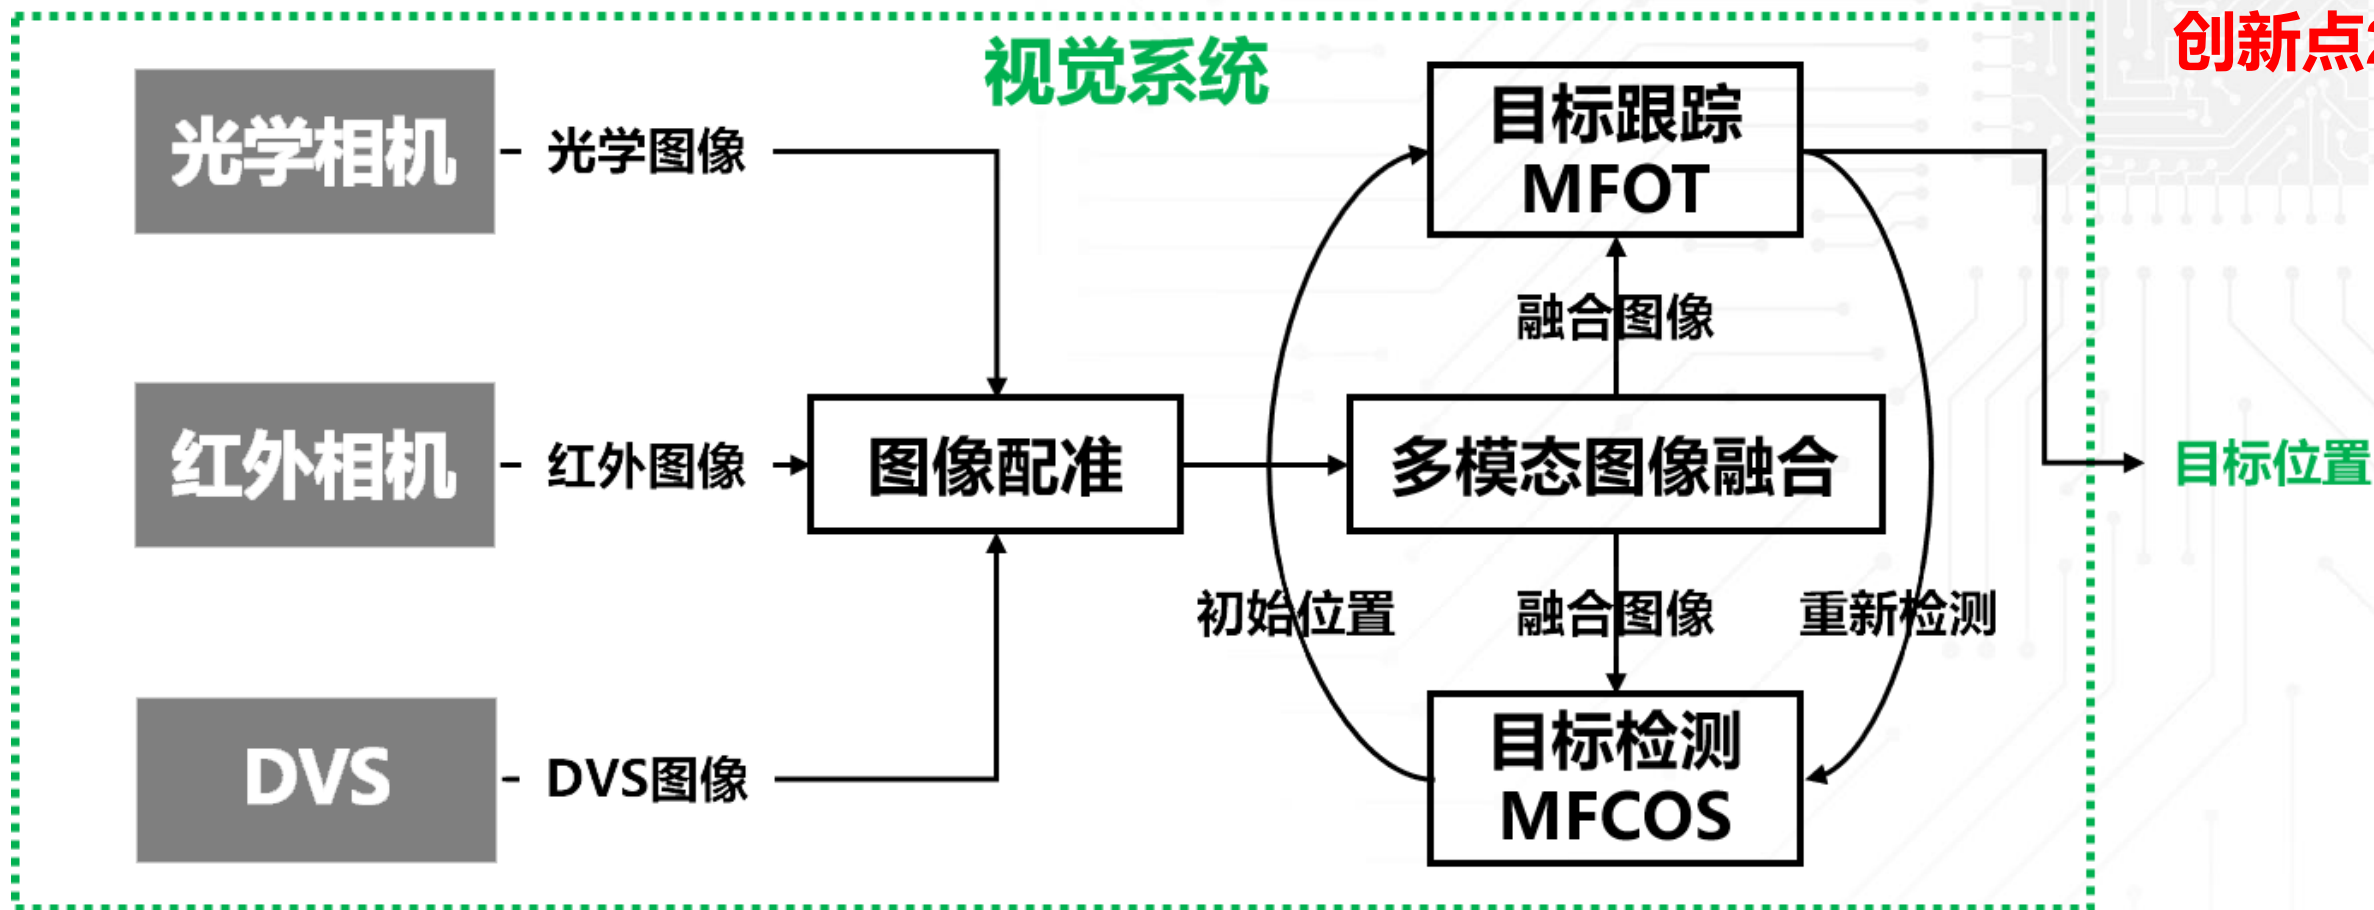 创新点2
视觉系统
光学相机
光学图像
目标跟踪
MFOT
融合图像
红外相机
红外图像
图像配准
多模态图像融合
目标位置
初始位置
融合图像
重新检测
DVS
DVS图像
目标检测
MFCOS